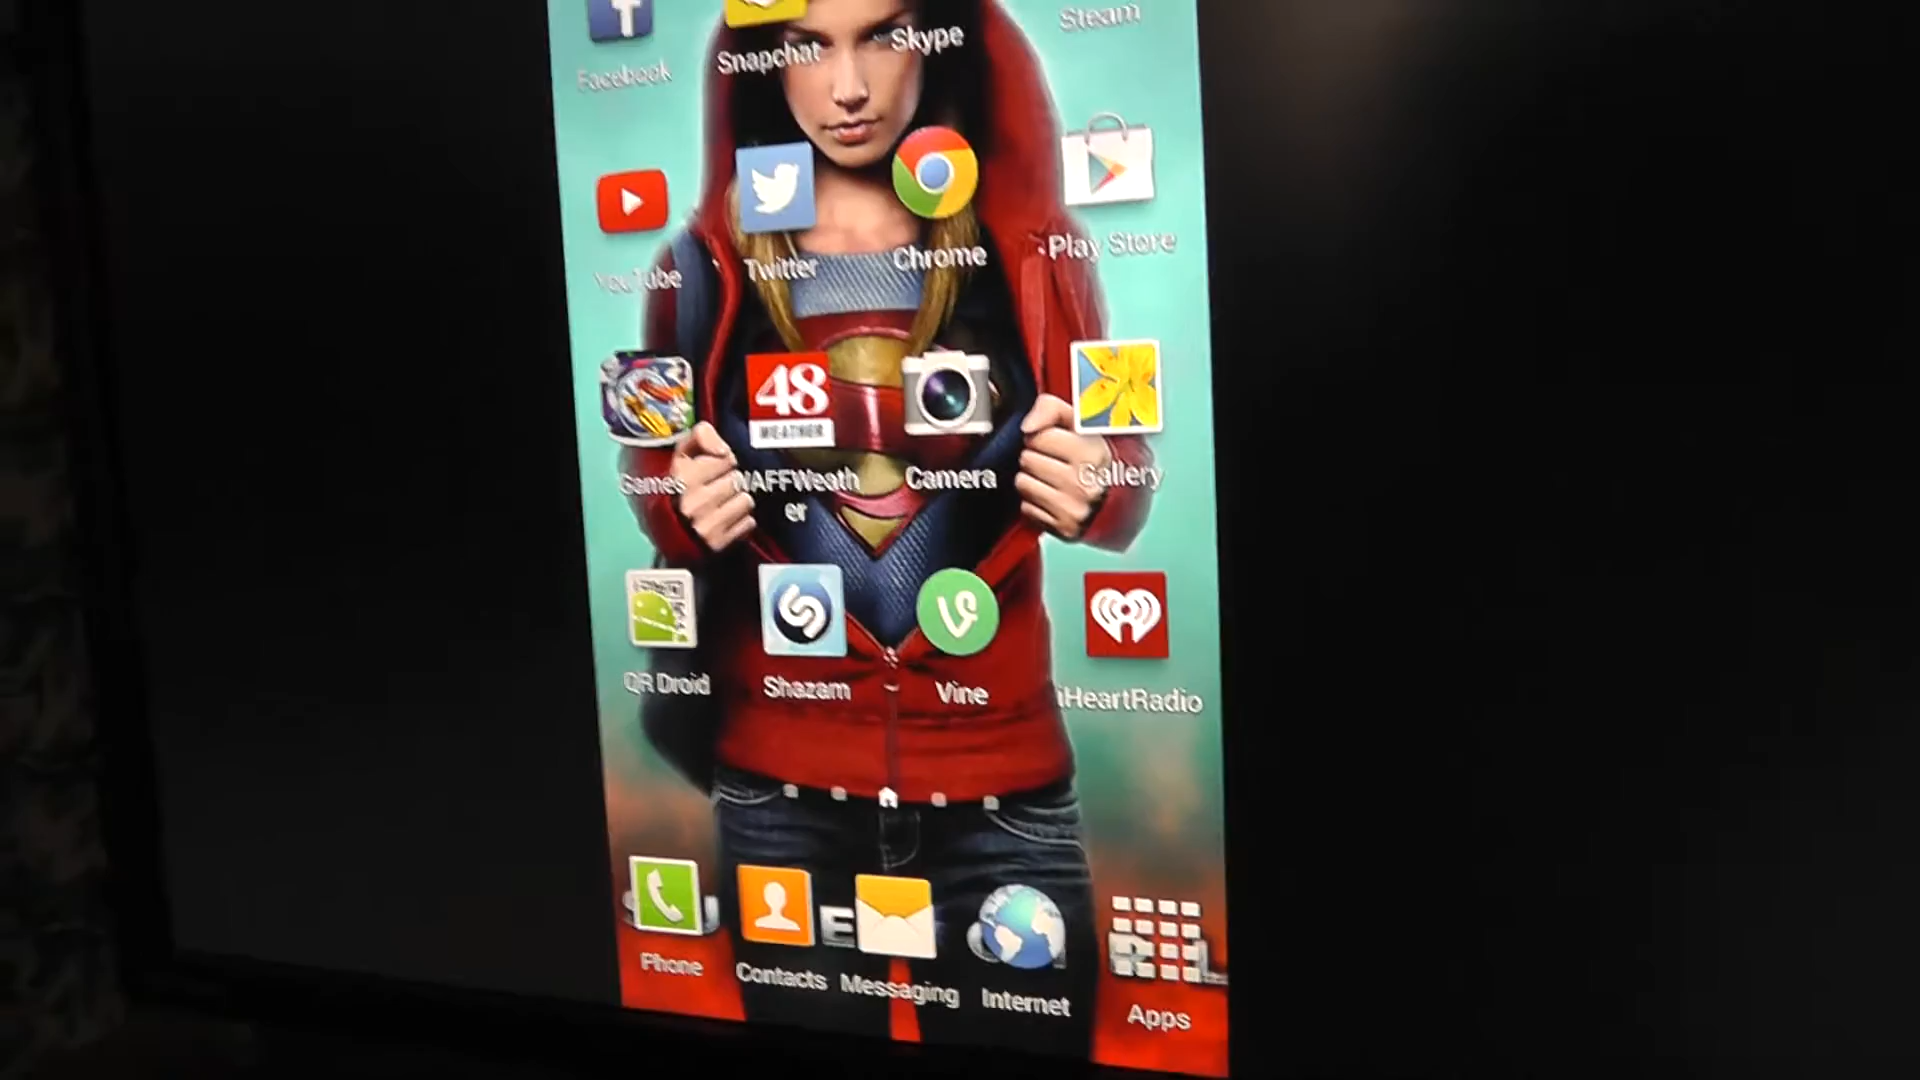 Facebook
Snapchat
Skype
Steam
YouTube
Twitter
Chrome
Play Store
48
WEATHER
Games
WAFFWeath
er
Camera
Gallery
QR Droid
Shazam
Vine
iHeartRadio
Phone
Contacts
Messaging
Internet
Apps